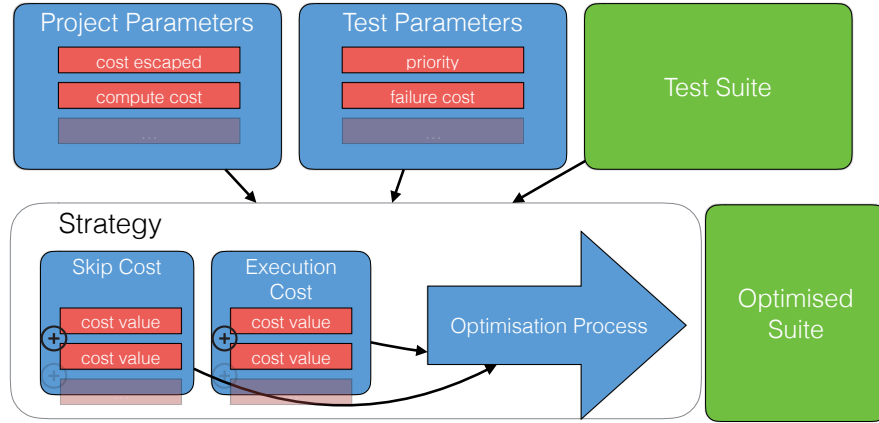 Project Parameters
cost escaped
compute cost
...
Test Parameters
priority
failure cost
...
Test Suite
Strategy
Skip Cost
cost value
cost value
...
Execution
Cost
cost value
cost value
Optimisation Process
Optimised
Suite